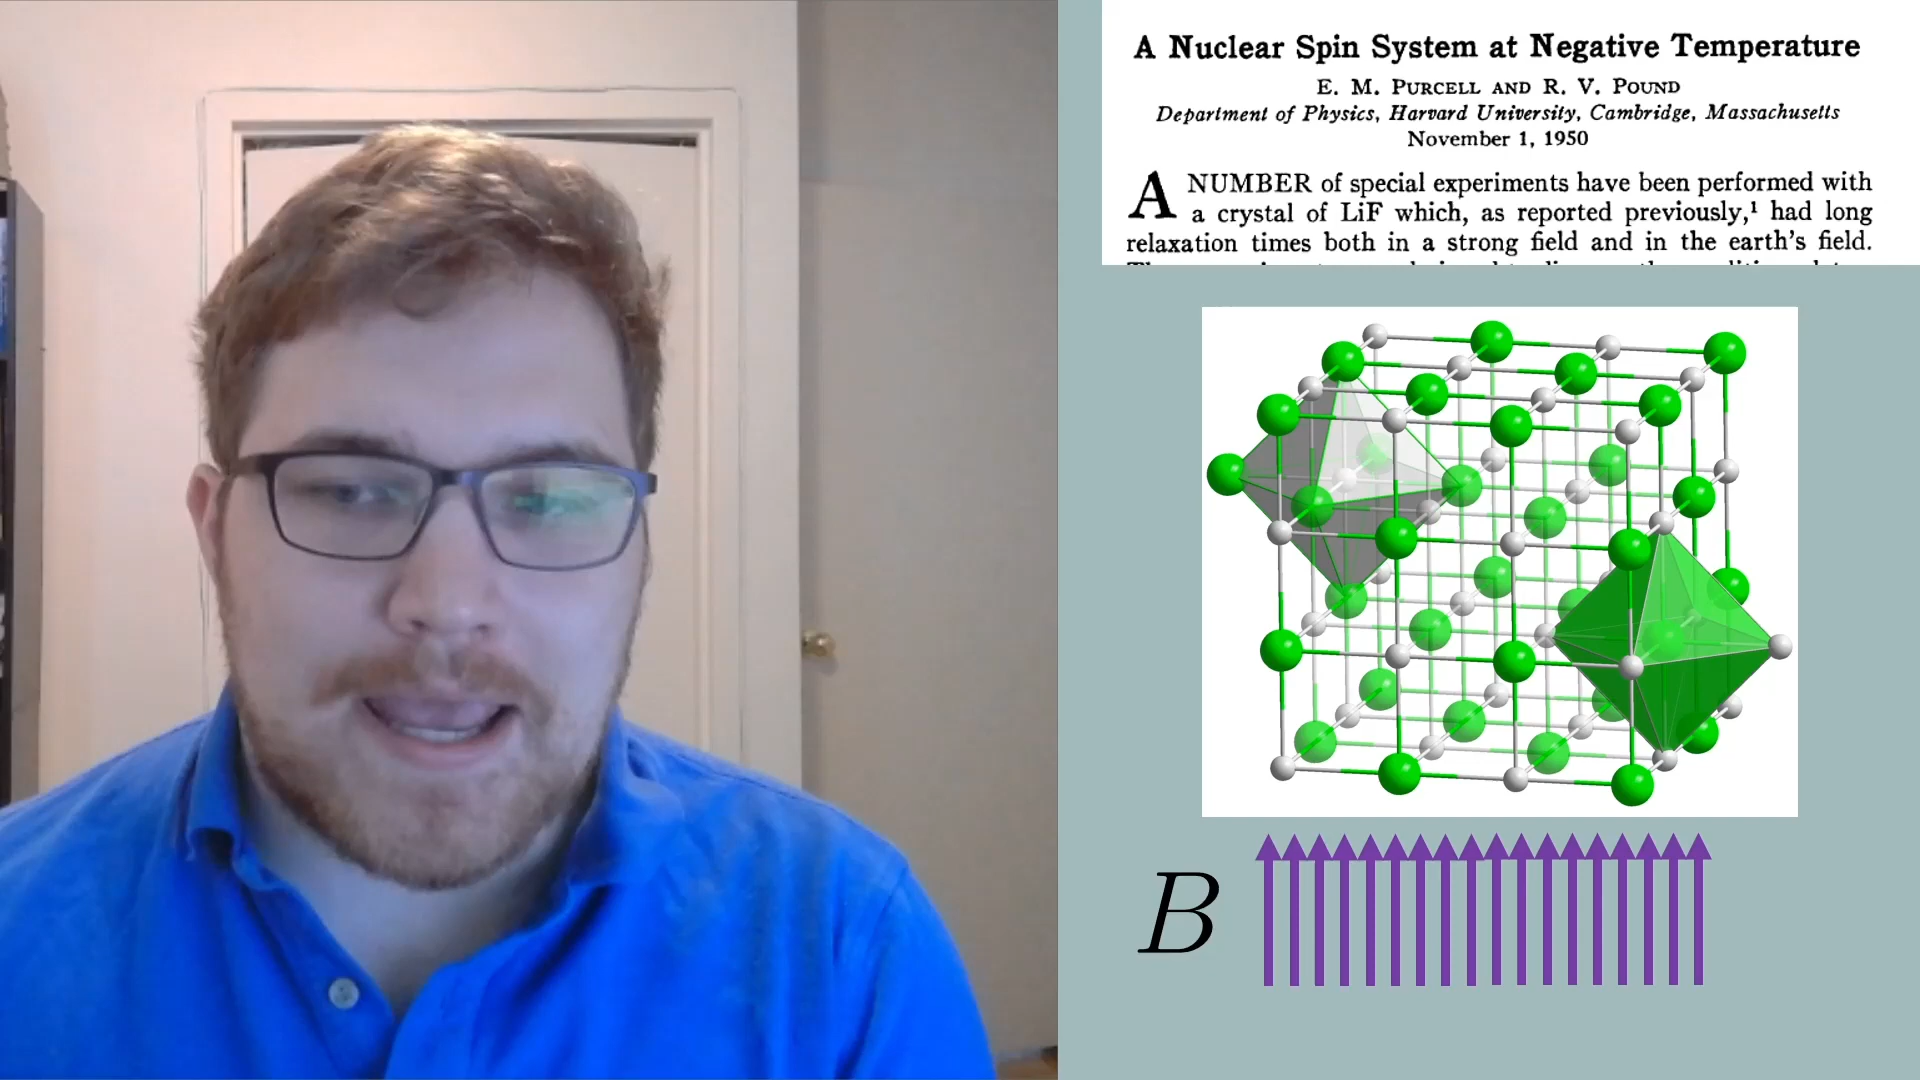 A Nuclear Spin System at Negative Temperature
E. M. PURCELL AND R. V. POUND
Department of Physics, Harvard University, Cambridge, Massachusetts
November 1, 1950
A NUMBER of special experiments have been performed with
a crystal of LiF which, as reported previously,¹ had long
relaxation times both in a strong field and in the earth's field.
B